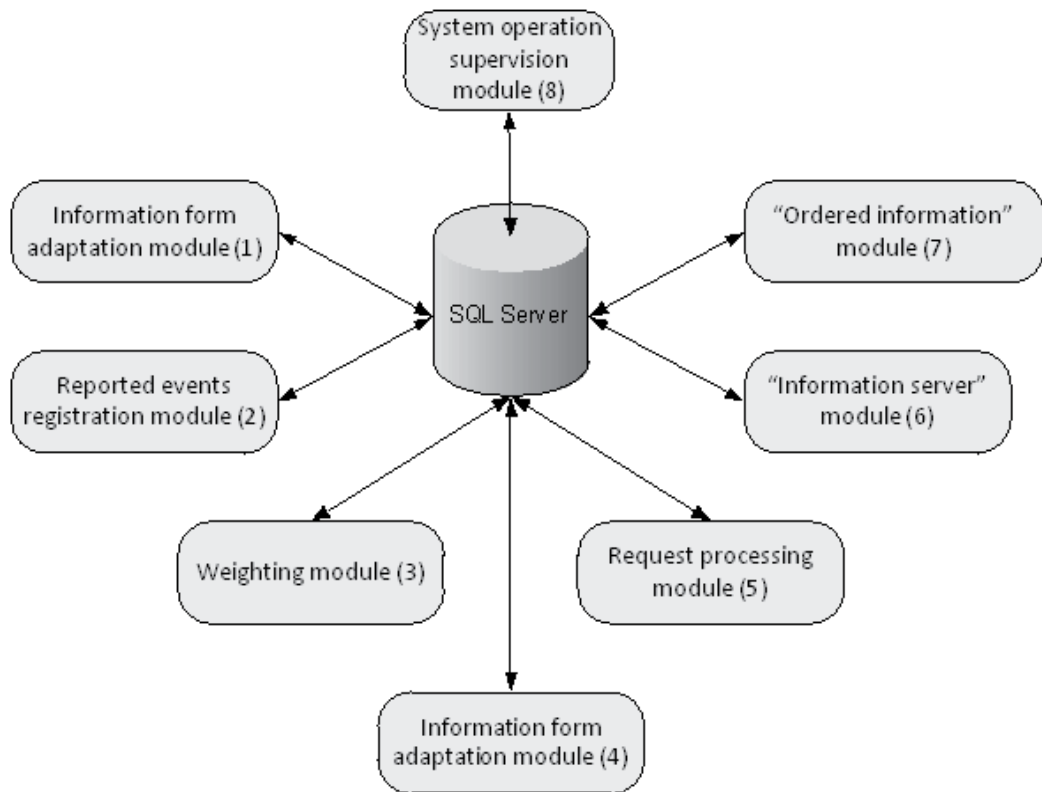 System operation
supervision
module (8)
Information form
adaptation module (1)
“Ordered information”
module (7)
SQL Server
Reported events
registration module (2)
“Information server”
module (6)
Weighting module (3)
Request processing
module (5)
Information form
adaptation module (4)